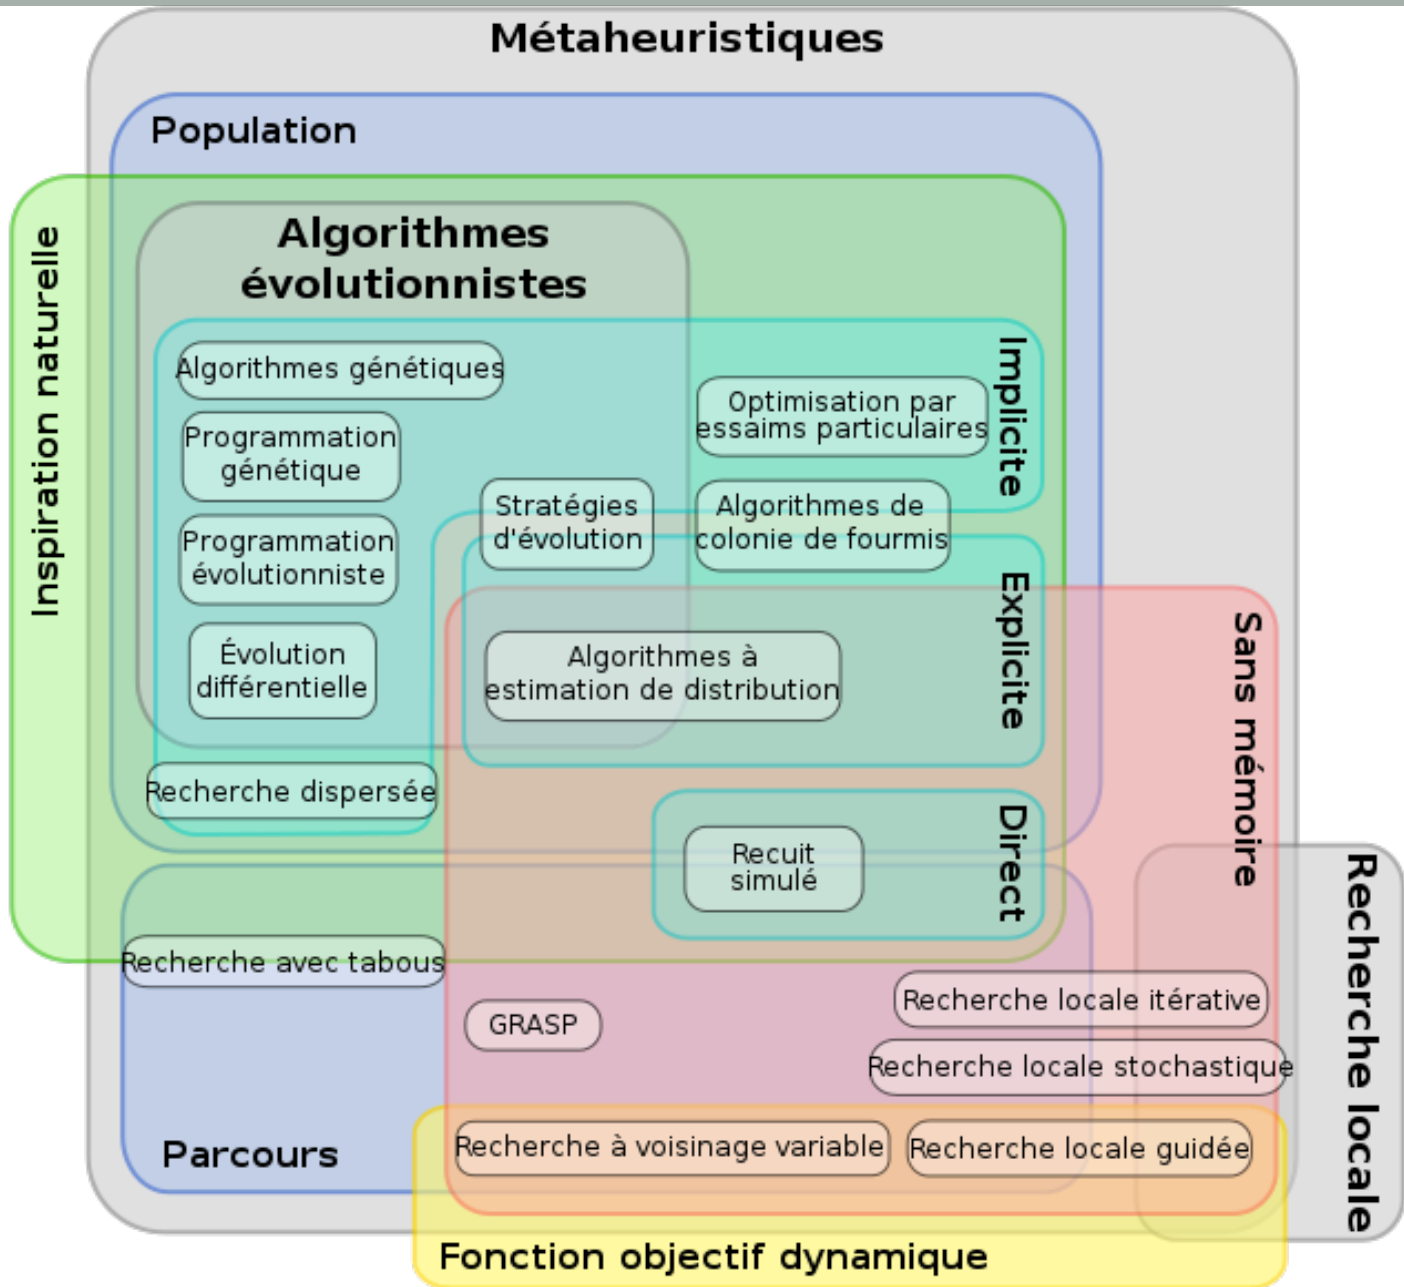 Métaheuristiques
Population
Inspiration naturelle
Algorithmes
évolutionnistes
Implicite
Algorithmes génétiques
Optimisation par
essaims particulaires
Programmation
génétique
Stratégies
d'évolution
Algorithmes de
colonie de fourmis
Programmation
évolutionniste
Explicite
Évolution
différentielle
Algorithmes à
estimation de distribution
Sans mémoire
Recherche dispersée
Direct
Recuit
simulé
Recherche locale
Recherche avec tabous
Recherche locale itérative
GRASP
Recherche locale stochastique
Parcours
Recherche à voisinage variable
Recherche locale guidée
Fonction objectif dynamique